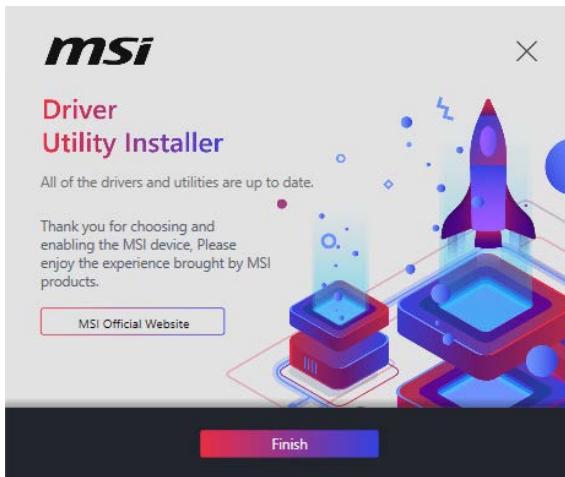 msi
Driver
Utility Installer
All of the drivers and utilities are up to date.
Thank you for choosing and
enabling the MSI device, Please
enjoy the experience brought by MSI
products.
MSI Official Website
Finish